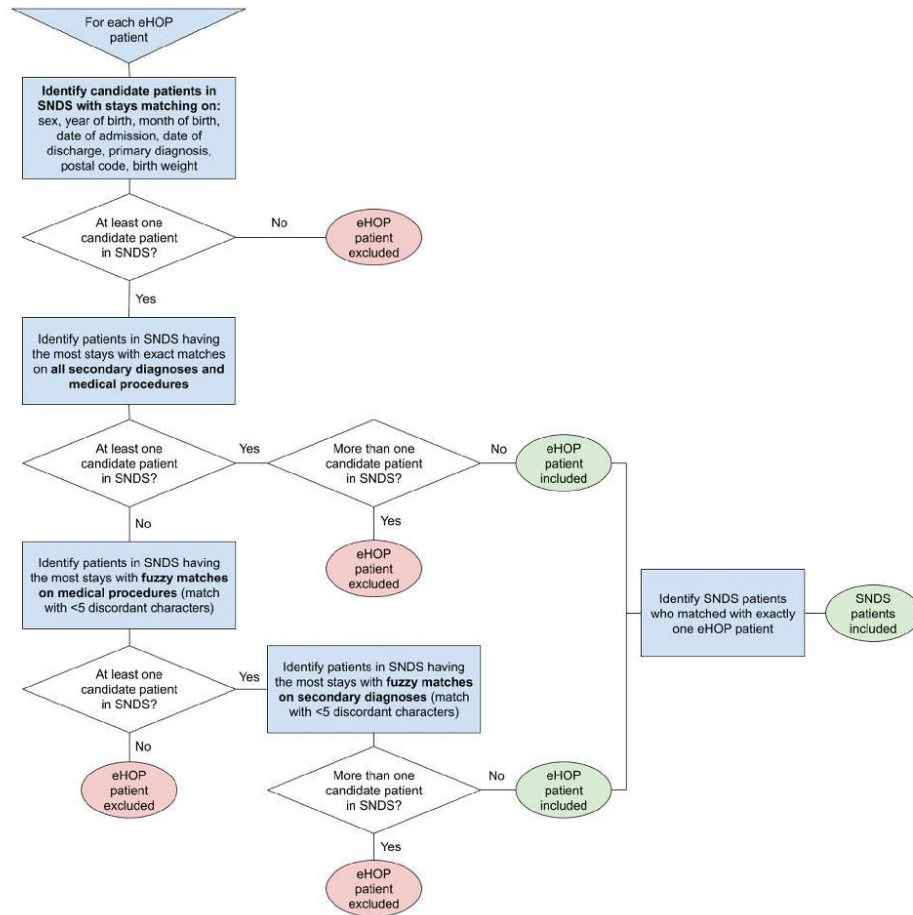 For each eHOP
patient
Identify candidate patients in
SNDS with stays matching on:
sex, year of birth, month of birth,
date of admission, date of
discharge, primary diagnosis,
postal code, birth weight
At least one
candidate patient
in SNDS?
No
eHOP
patient
excluded
Yes
Identify patients in SNDS having
the most stays with exact matches
on all secondary diagnoses and
medical procedures
At least one
candidate patient
in SNDS?
Yes
More than one
candidate patient
in SNDS?
No
eHOP
patient
included
Yes
eHOP
patient
excluded
No
Identify patients in SNDS having
the most stays with fuzzy matches
on medical procedures (match
with <5 discordant characters)
At least one
candidate patient
in SNDS?
Yes
Identify patients in SNDS having
the most stays with fuzzy matches
on secondary diagnoses (match
with <5 discordant characters)
No
eHOP
patient
excluded
More than one
candidate patient
in SNDS?
No
eHOP
patient
included
Yes
eHOP
patient
excluded
Identify SNDS patients
who matched with exactly
one eHOP patient
SNDS
patients
included